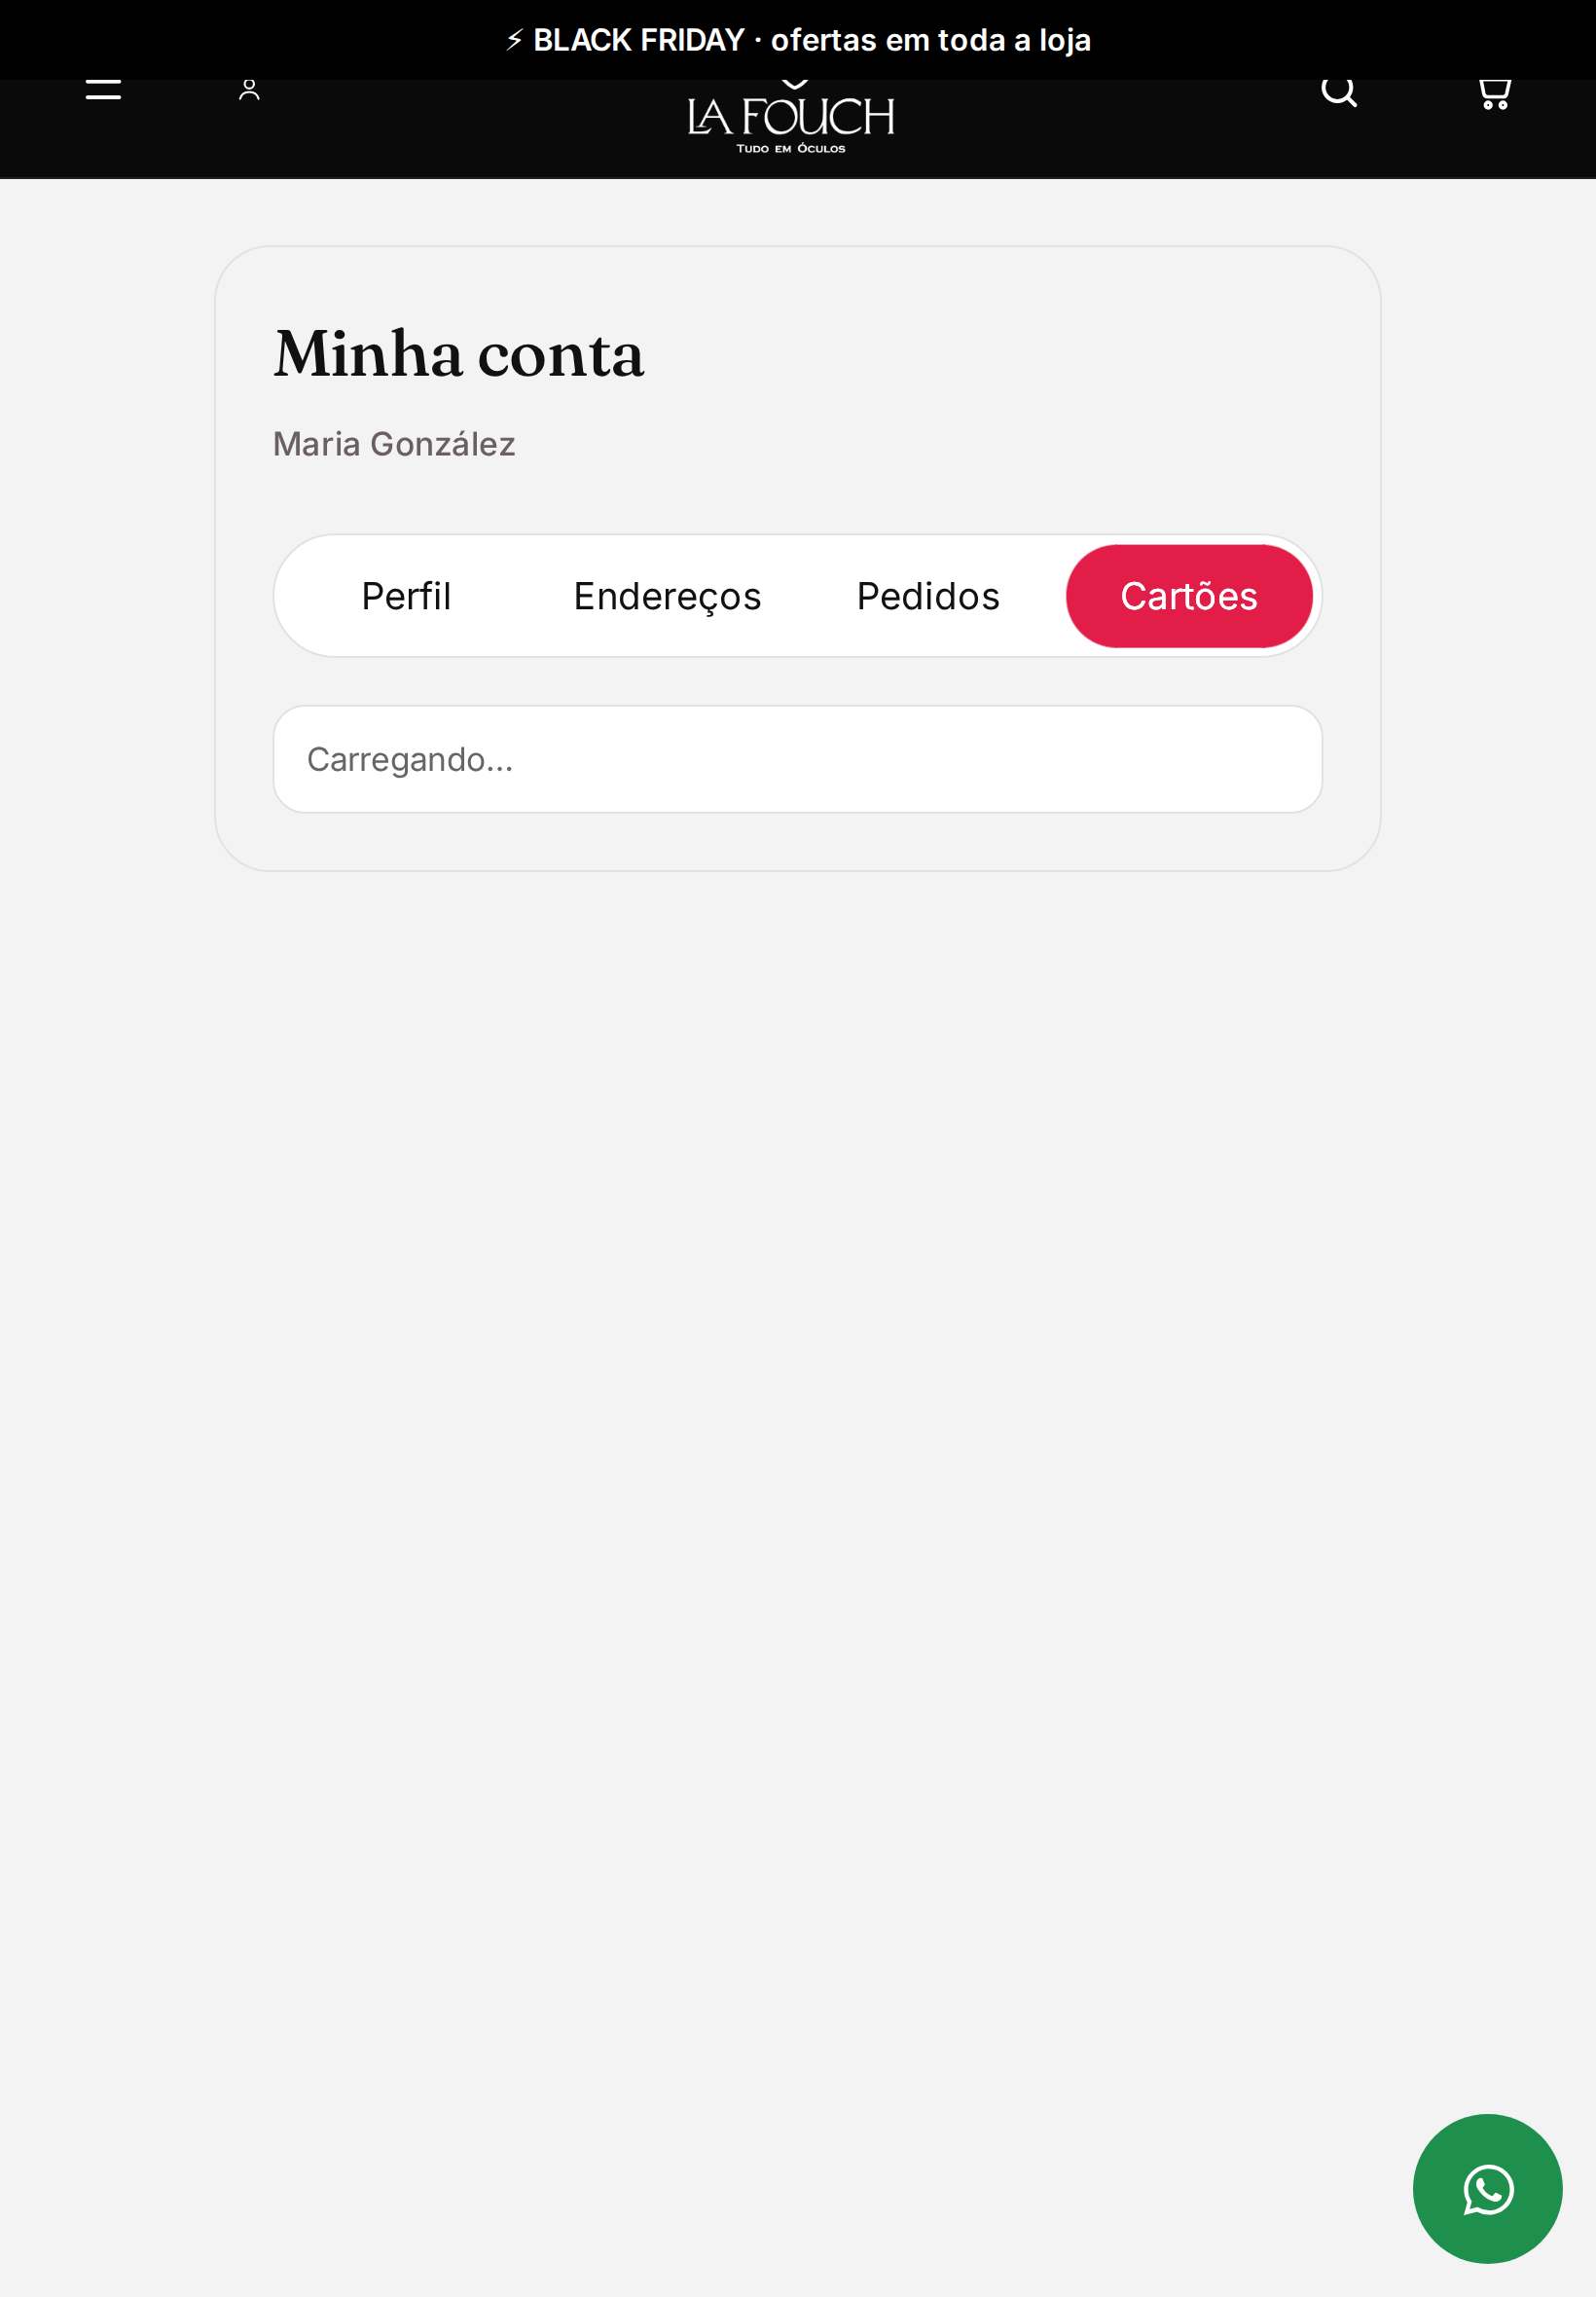 ⚡ BLACK FRIDAY · ofertas em toda a loja
LA FOUCH
TUDO EM ÓCULOS
Minha conta
Maria González
Perfil Endereços Pedidos Cartões
Carregando...